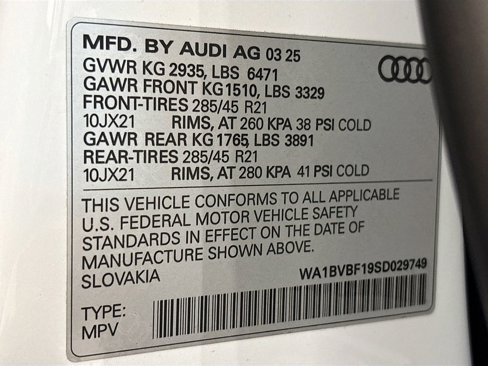 MFD. BY AUDI AG 03 25
GVWR KG 2935, LBS 6471
GAWR FRONT KG1510, LBS 3329
FRONT-TIRES 285/45 R21
10JX21 RIMS, AT 260 KPA 38 PSI COLD
GAWR REAR KG 1765, LBS 3891
REAR-TIRES 285/45 R21
10JX21 RIMS, AT 280 KPA 41 PSI COLD
THIS VEHICLE CONFORMS TO ALL APPLICABLE
U.S. FEDERAL MOTOR VEHICLE SAFETY
STANDARDS IN EFFECT ON THE DATE OF
MANUFACTURE SHOWN ABOVE.
SLOVAKIA WA1BVBF19SD029749
TYPE:
MPV